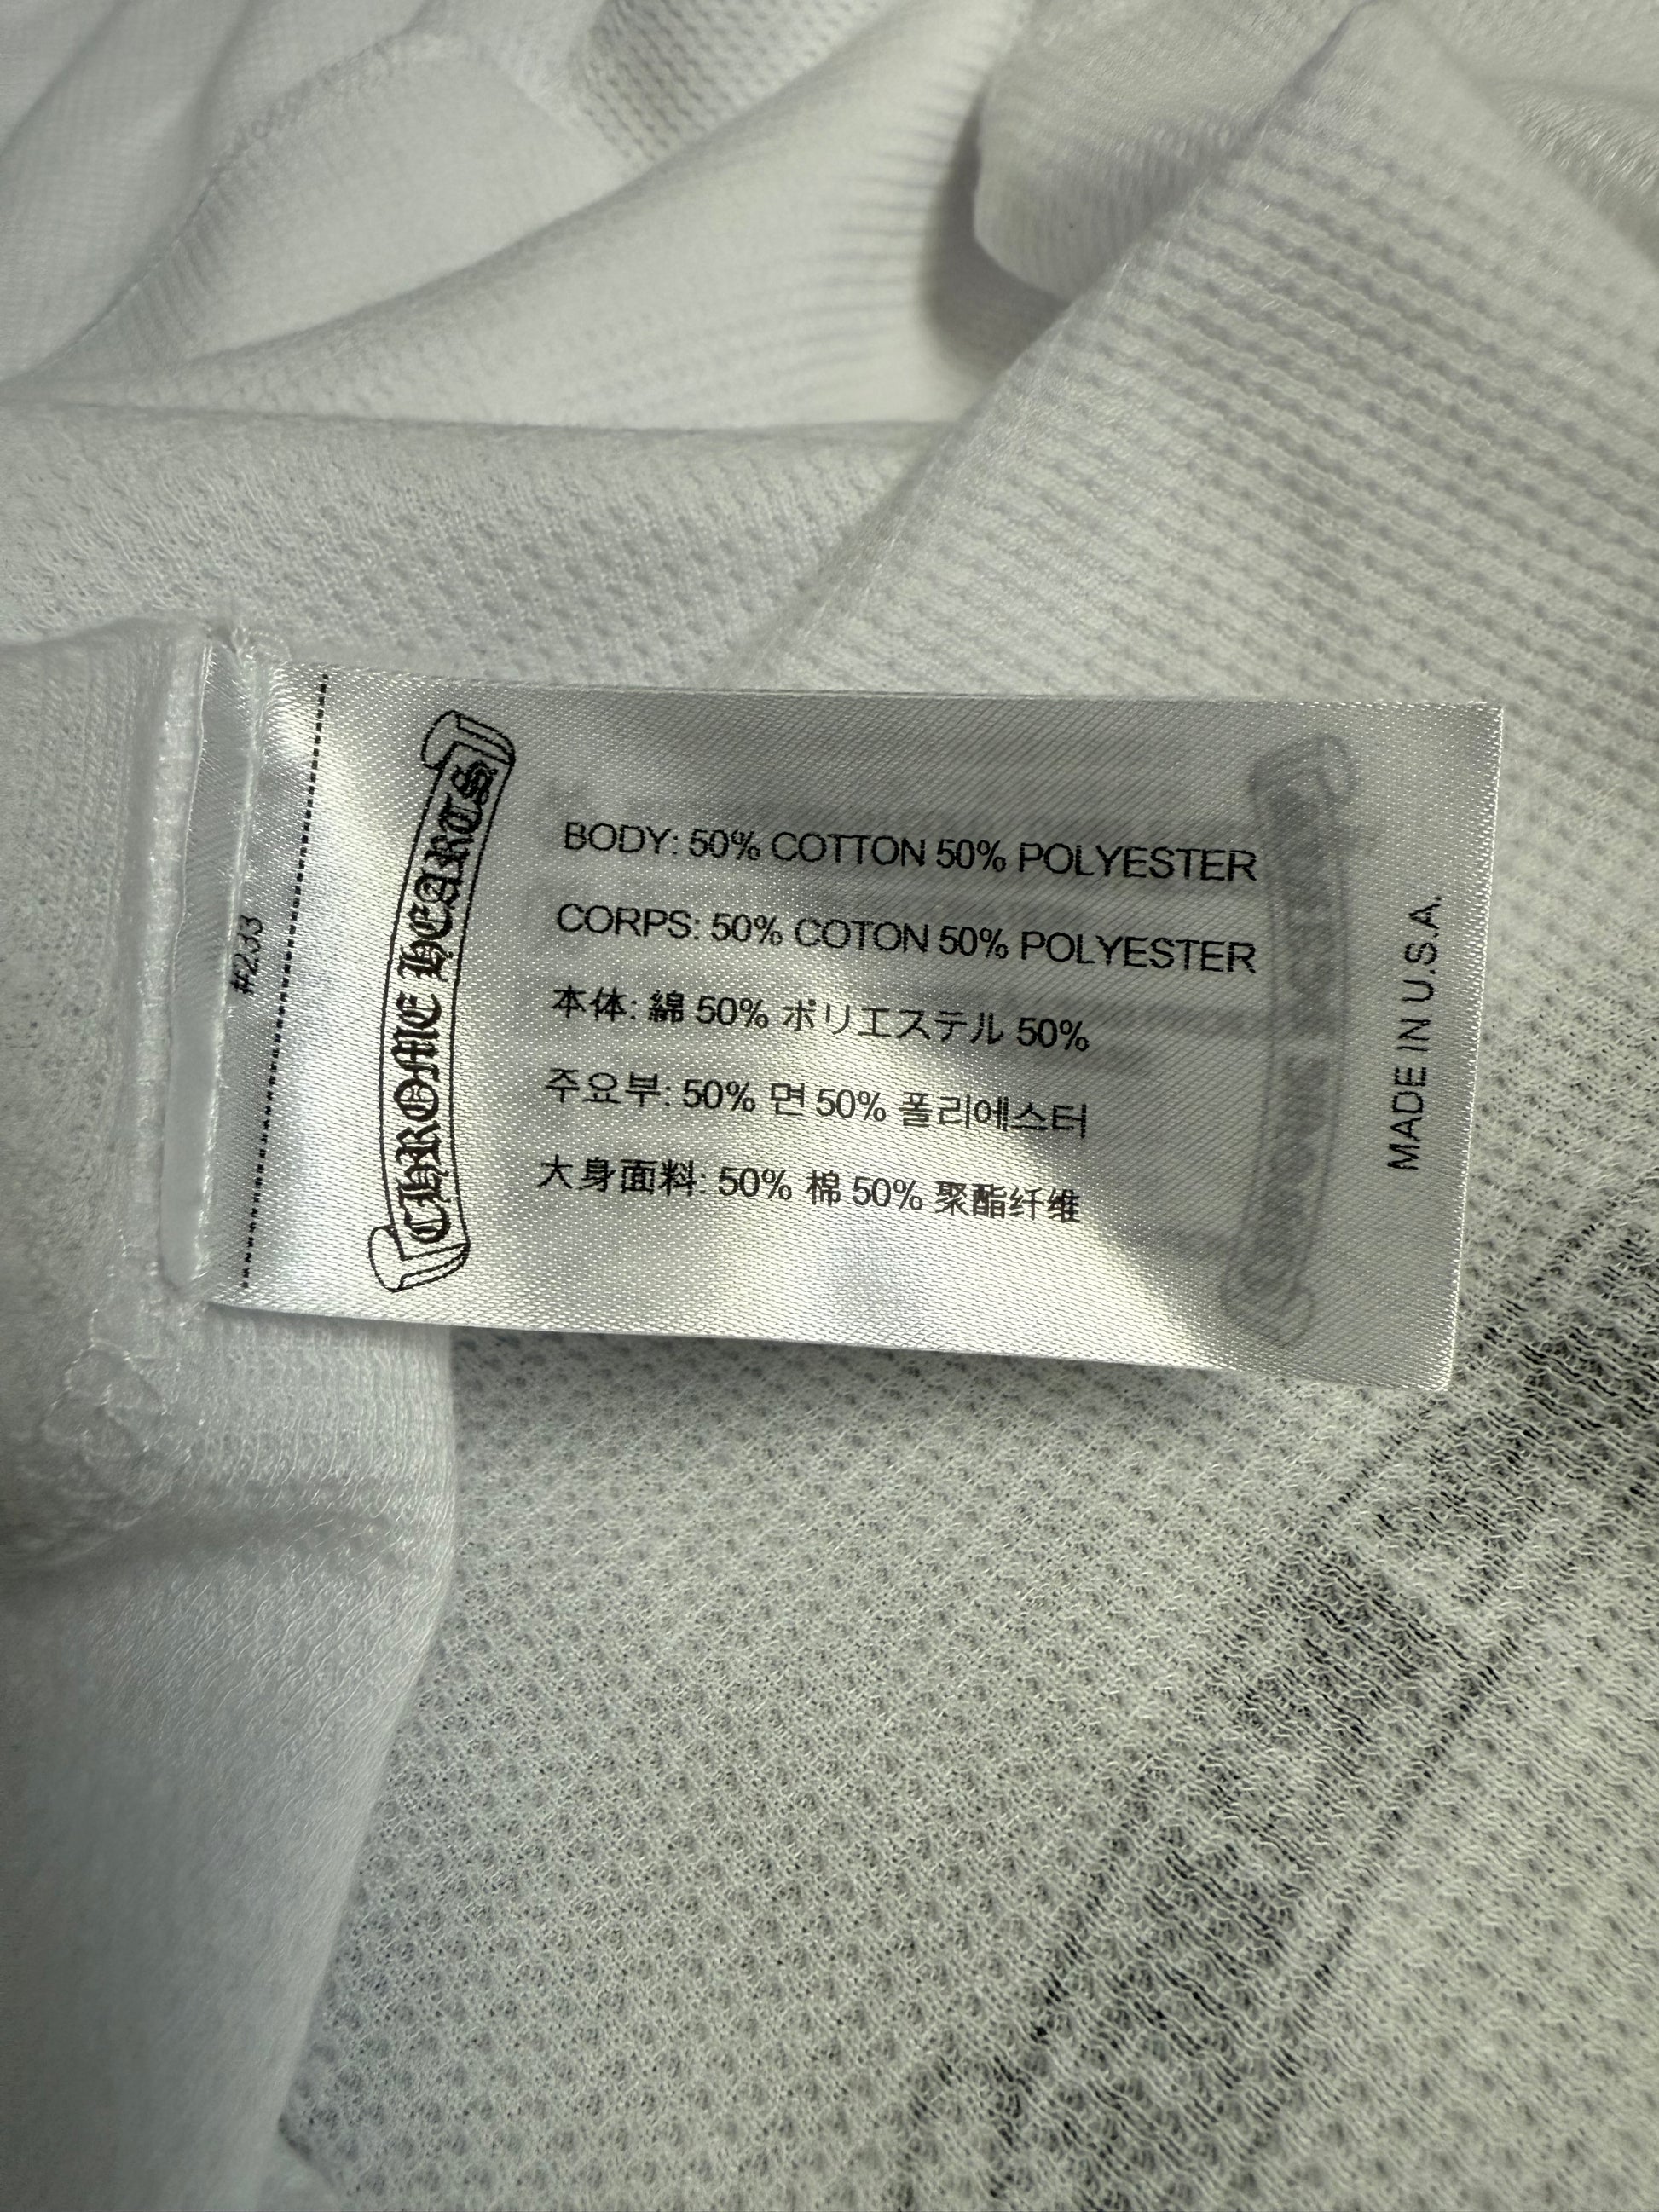 #233
CHROME HEARTS
BODY: 50% COTTON 50% POLYESTER
CORPS: 50% COTON 50% POLYESTER
本体: 綿 50% ポリエステル 50%
주요부: 50% 면 50% 폴리에스터
大身面料: 50% 棉 50% 聚酯纤维
MADE IN U.S.A.